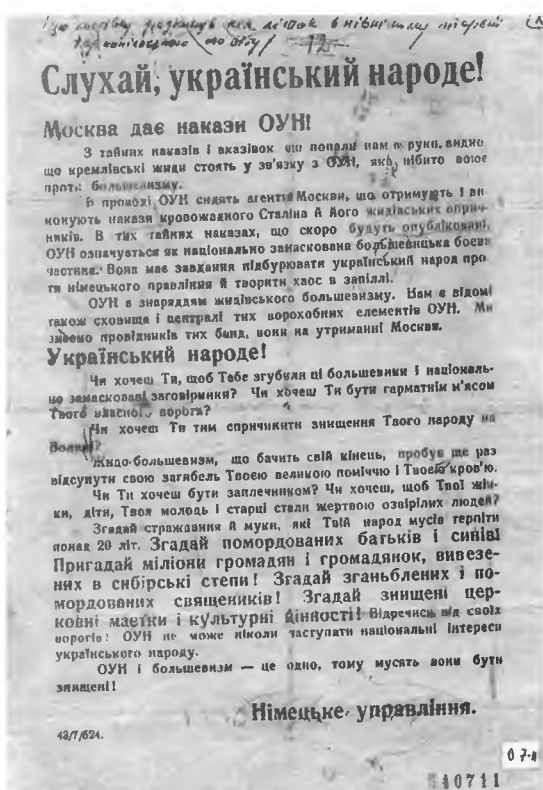 цю листівку
12
Слухай, український народе!
Москва дає накази ОУН!
З тайних наказів і вказівок що попали нам в руки, видно
що кремлівські жиди стоять у зв'язку з ОУН, яка нібито воює
проти большевизму.
В проводі ОУН сидять агенти Москви, що отримують і ви
конують накази кровожадного Сталіна й його жидівських оприч-
ників. В тих тайних наказах, що скоро будуть опубліковані,
ОУН означується як національно замаскована большевицька боєва
частина. Вона має завдання підбурювати український народ про
ти німецького правління й творити хаос в запіллі.
ОУН в знаряддям жидівського большевизму. Нам є відомі
також сховища і централі тих ворохобних елементів ОУН. Ми
знаємо провідників тих банд, вони на утриманні Москви.
Український народе!
Чи хочеш Ти, щоб Тебе згубили ці большевики і національ-
но замасковані заговірники? Чи хочеш Ти бути гарматнім м'ясом
Твого власного ворога?
Чи хочеш Ти тим спричинити знищення Твого народу на
Волині?
Жидо-большевизм, що бачить свій кінець, пробує ще раз
відсунути свою загибель Твоєю великою поміччю і Твоєю кров'ю.
Чи Ти хочеш бути заплечником? Чи хочеш, щоб Твої жін-
ки, діти, Твоя молодь і старші стали жертвою озвірілих людей?
Згадай страждання й муки, які Твій народ мусів терпіти
понад 20 літ. Згадай помордованих батьків і синів!
Пригадай міліони громадян і громадянок, вивезе-
них в сибірські степи! Згадай зганьблених і по-
мордованих священиків! Згадай знищені цер-
ковні маєтки і культурні цінності! Відречись від своїх
ворогів! ОУН не може ніколи заступати національні інтереси
українського народу.
ОУН і большевизм — це одно, тому мусять вони бути
знищені!
Німецьке управління.
43/7/624.
10711